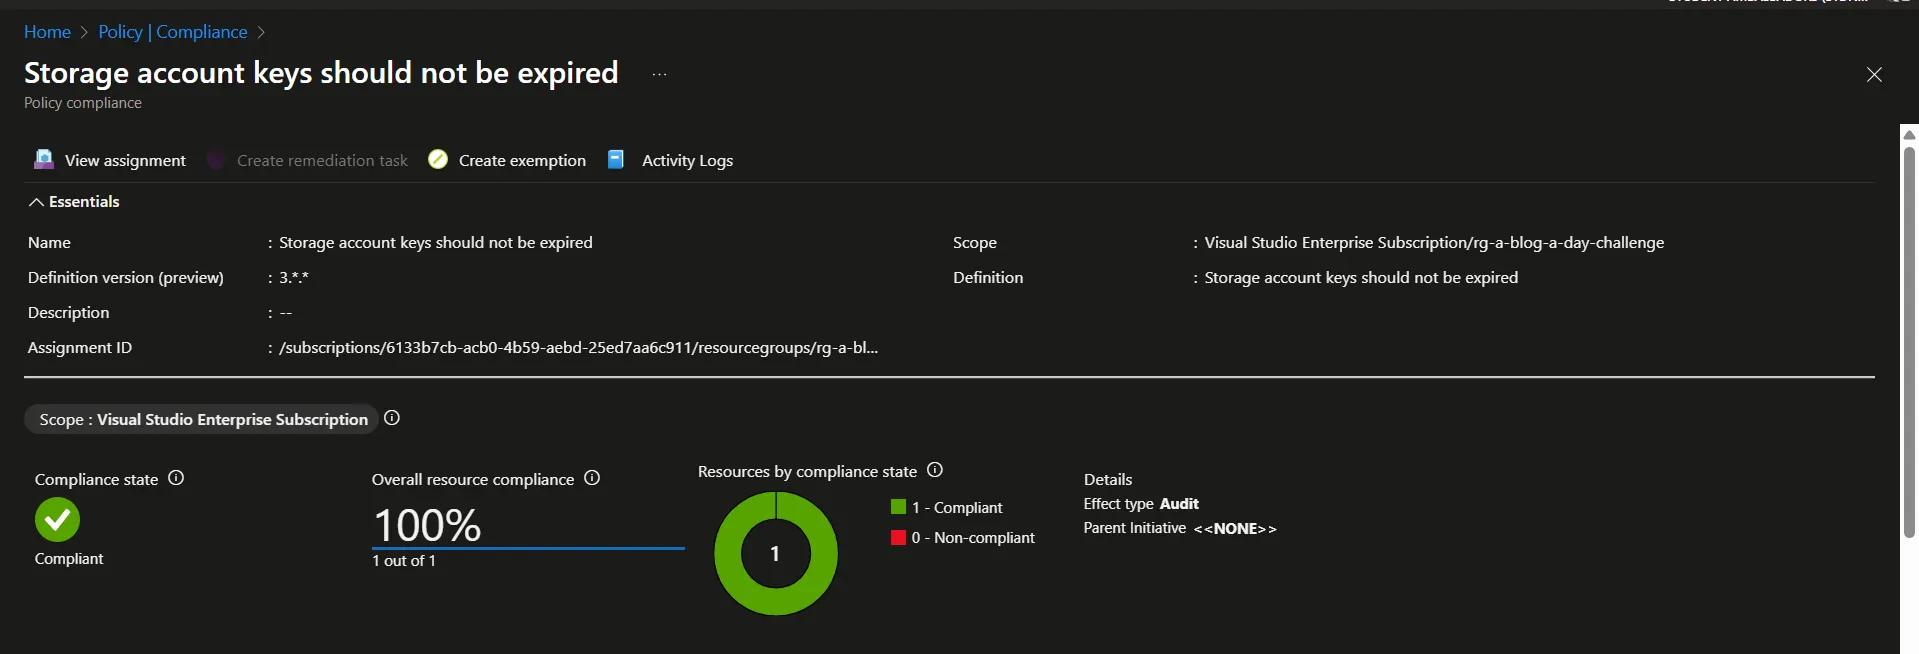 Home > Policy | Compliance >
Storage account keys should not be expired ...
Policy compliance
View assignment Create remediation task Create exemption Activity Logs
Essentials
Name : Storage account keys should not be expired
Scope : Visual Studio Enterprise Subscription/rg-a-blog-a-day-challenge
Definition version (preview) : 3.*.*
Definition : Storage account keys should not be expired
Description : --
Assignment ID : /subscriptions/6133b7cb-acb0-4b59-aebd-25ed7aa6c911/resourcegroups/rg-a-bl...
Scope : Visual Studio Enterprise Subscription
Compliance state
Compliant
Overall resource compliance
100%
1 out of 1
Resources by compliance state
1
1 - Compliant
0 - Non-compliant
Details
Effect type Audit
Parent Initiative <<NONE>>